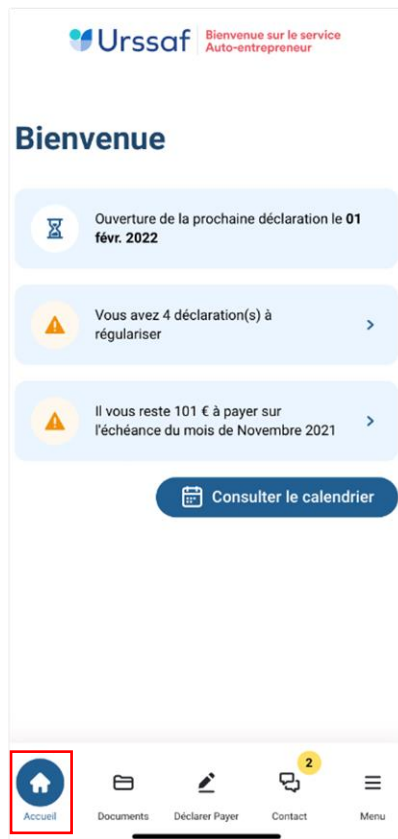 Urssaf
Bienvenue sur le service
Auto-entrepreneur
Bienvenue
Ouverture de la prochaine déclaration le 01
févr. 2022
Vous avez 4 déclaration(s) à
régulariser
Il vous reste 101 € à payer sur
l'échéance du mois de Novembre 2021
Consulter le calendrier
2
Accueil
Documents
Déclarer Payer
Contact
Menu